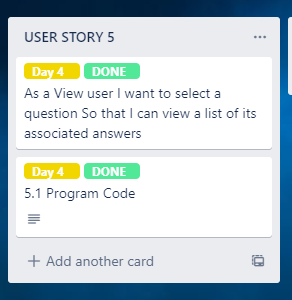 USER STORY 5
Day 4 DONE
As a View user I want to select a
question So that I can view a list of its
associated answers
Day 4 DONE
5.1 Program Code
Add another card